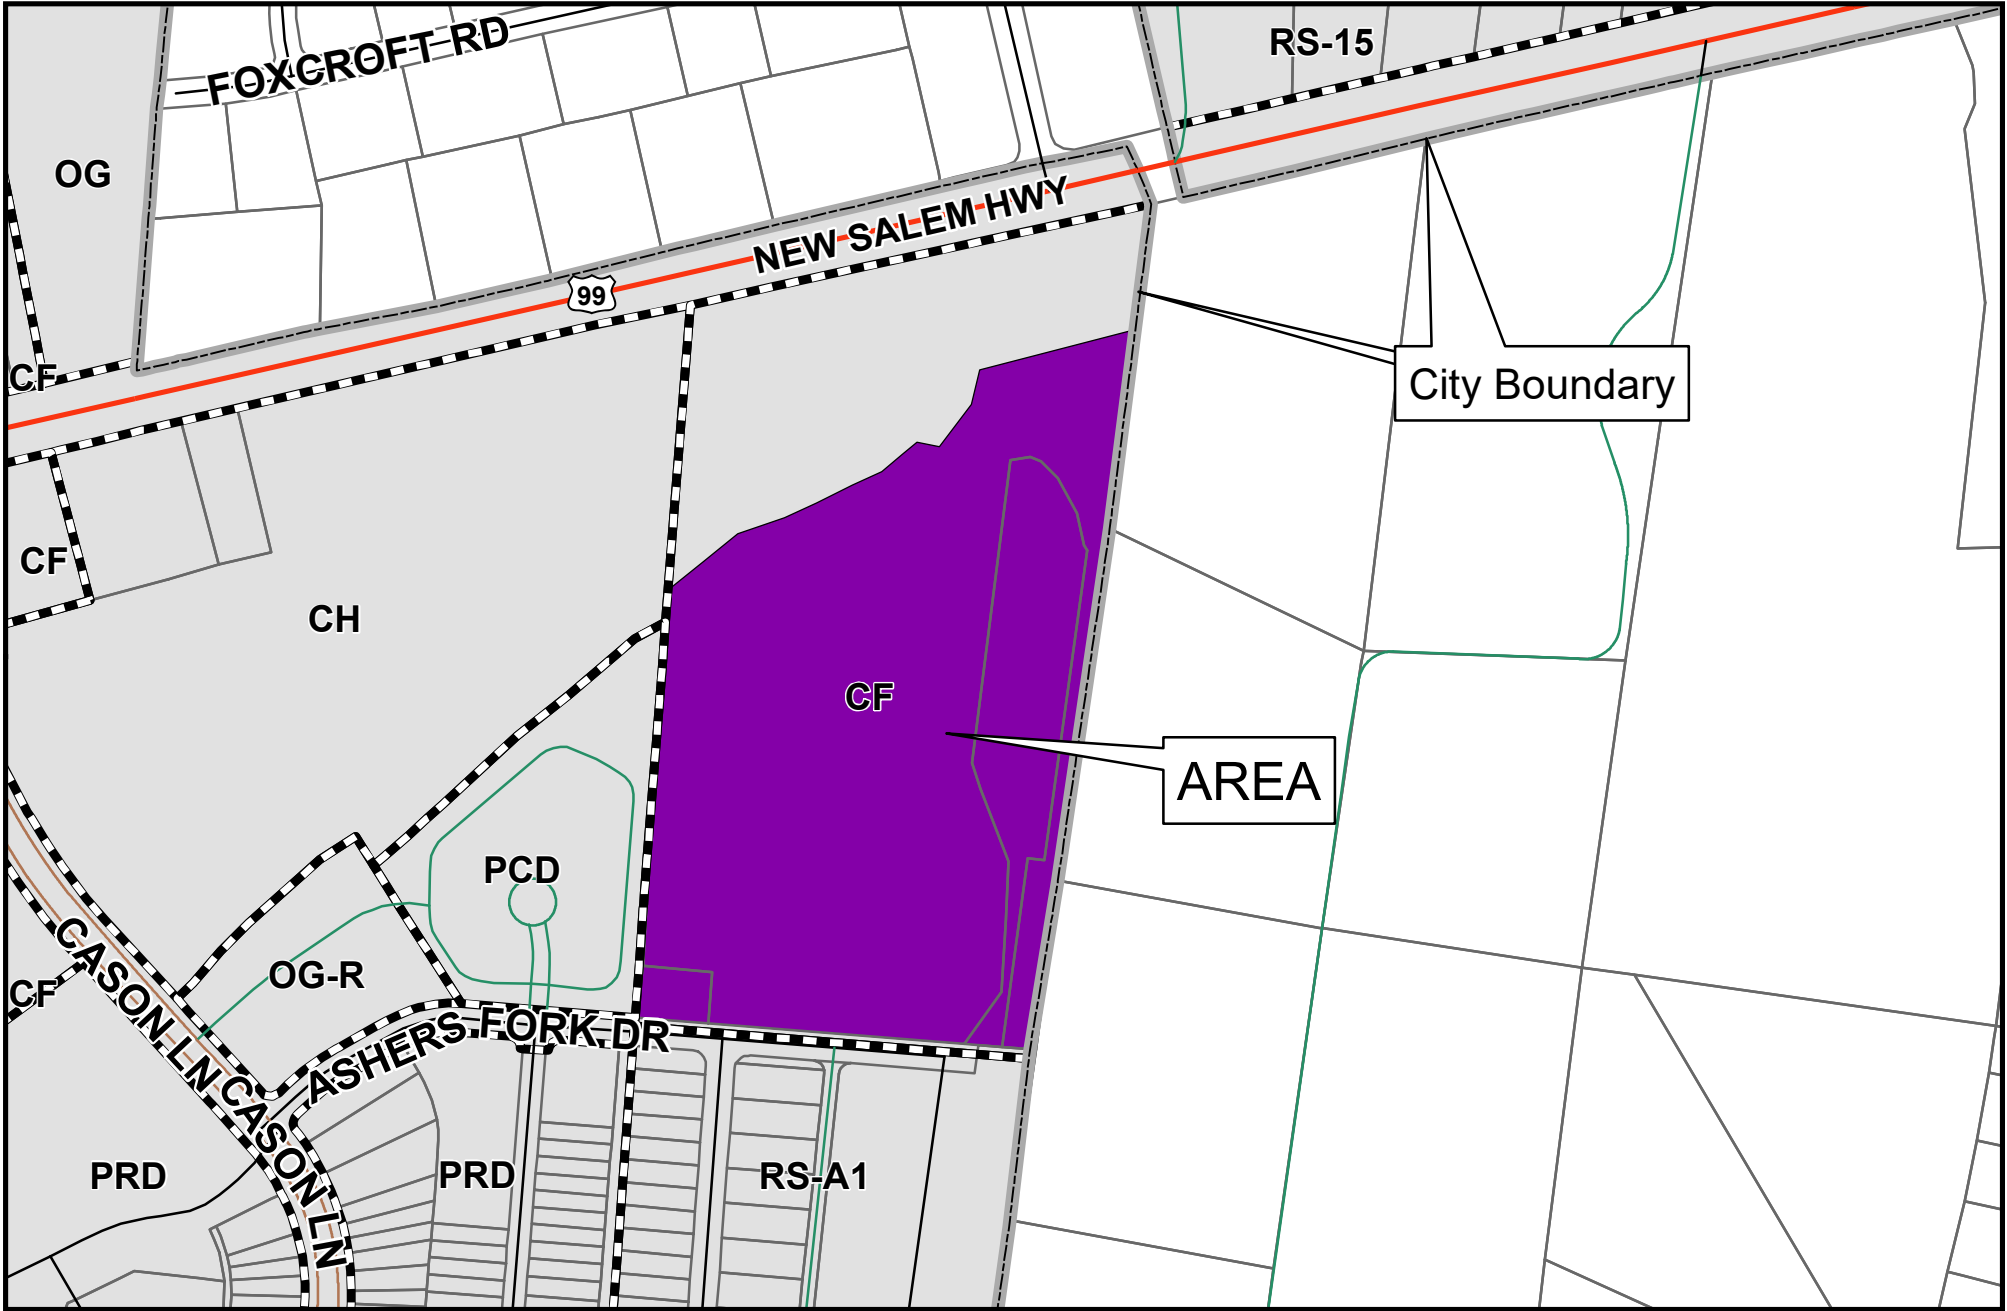 FOXCROFT RD
RS-15
OG
NEW SALEM HWY
99
CF
City Boundary
CF
CH
CF
AREA
PCD
OG-R
CF
CASON LN
ASHERS FORK DR
CASON LN
PRD
PRD
RS-A1